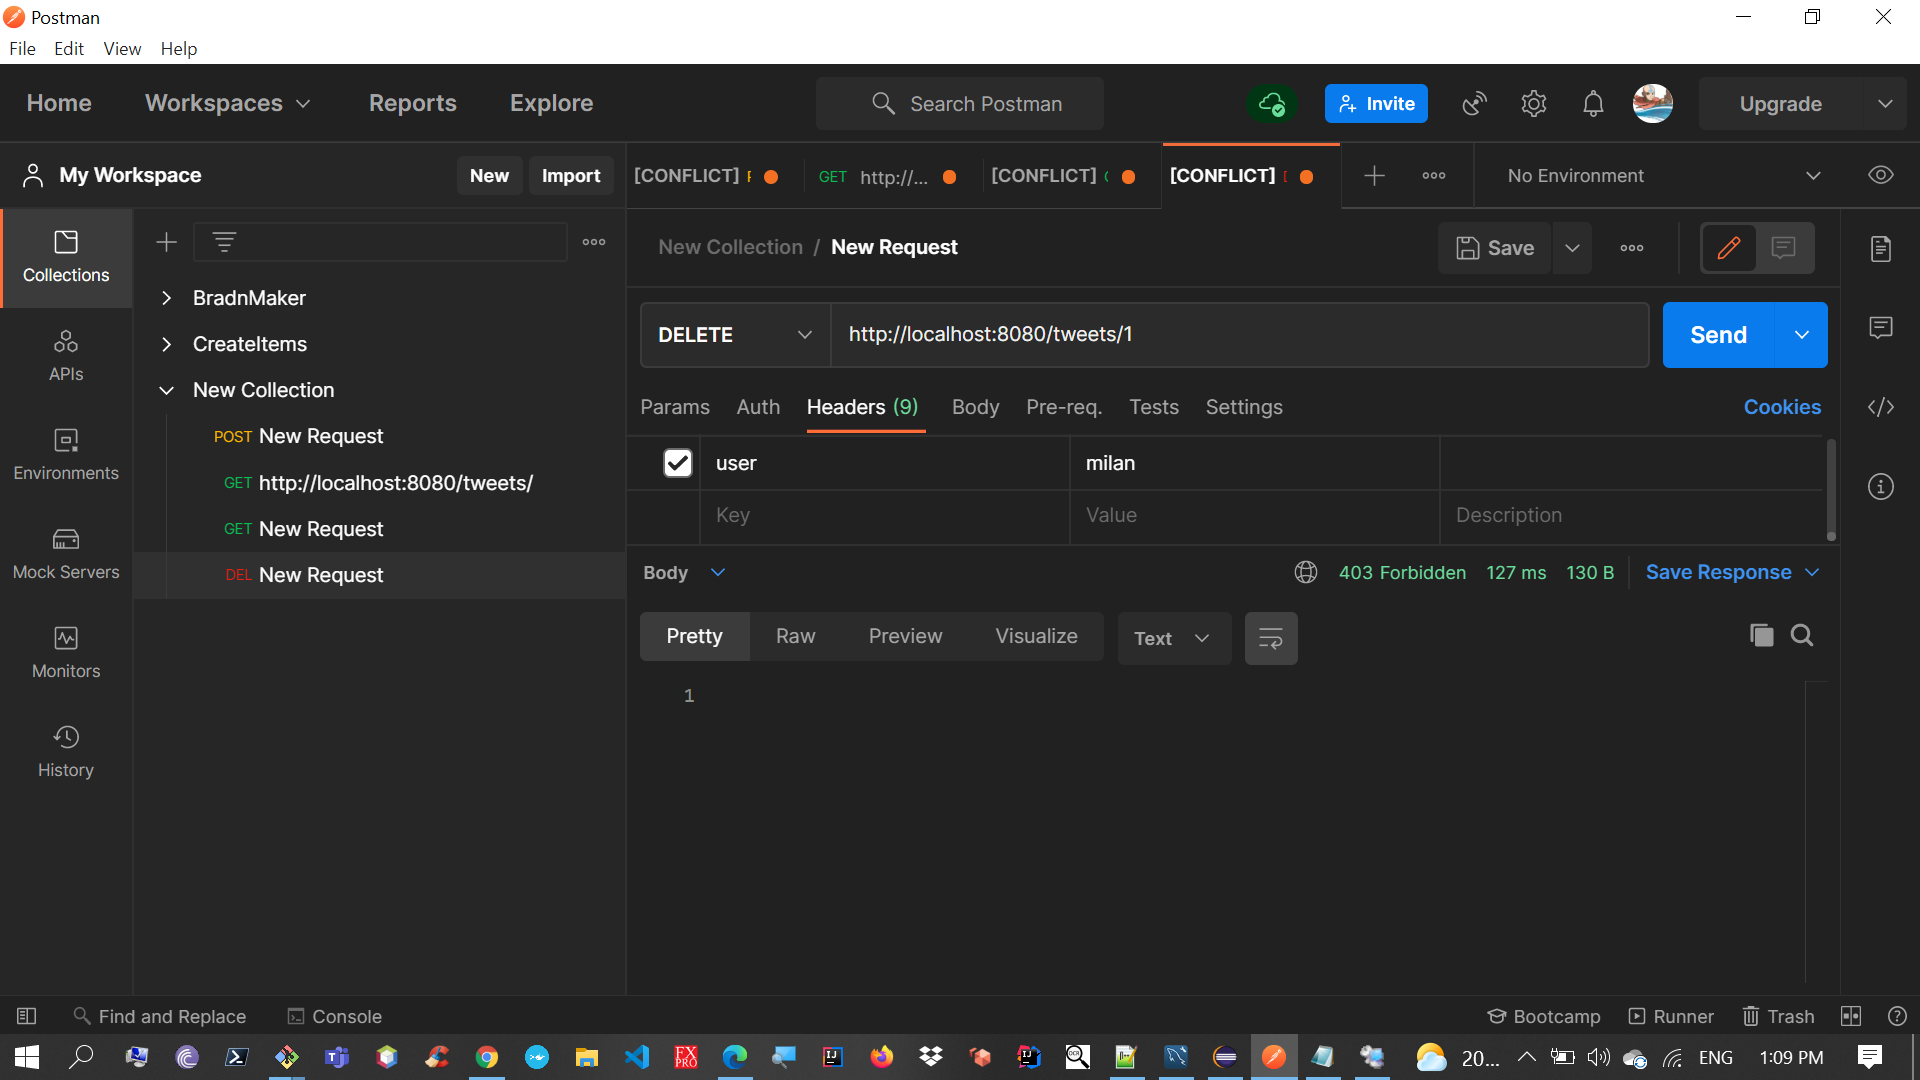 Postman
File Edit View Help
Home Workspaces Reports Explore Search Postman Invite Upgrade
My Workspace New Import [CONFLICT] GET http://... [CONFLICT] [CONFLICT] No Environment
Collections
New Collection / New Request Save
BradnMaker
CreateItems
New Collection
POST New Request
GET http://localhost:8080/tweets/
GET New Request
DEL New Request
APIs
Environments
Mock Servers
Monitors
History
DELETE http://localhost:8080/tweets/1 Send
Params Auth Headers (9) Body Pre-req. Tests Settings Cookies
user milan
Key Value Description
Body 403 Forbidden 127 ms 130 B Save Response
Pretty Raw Preview Visualize Text
1
Find and Replace Console Bootcamp Runner Trash
20... ENG 1:09 PM